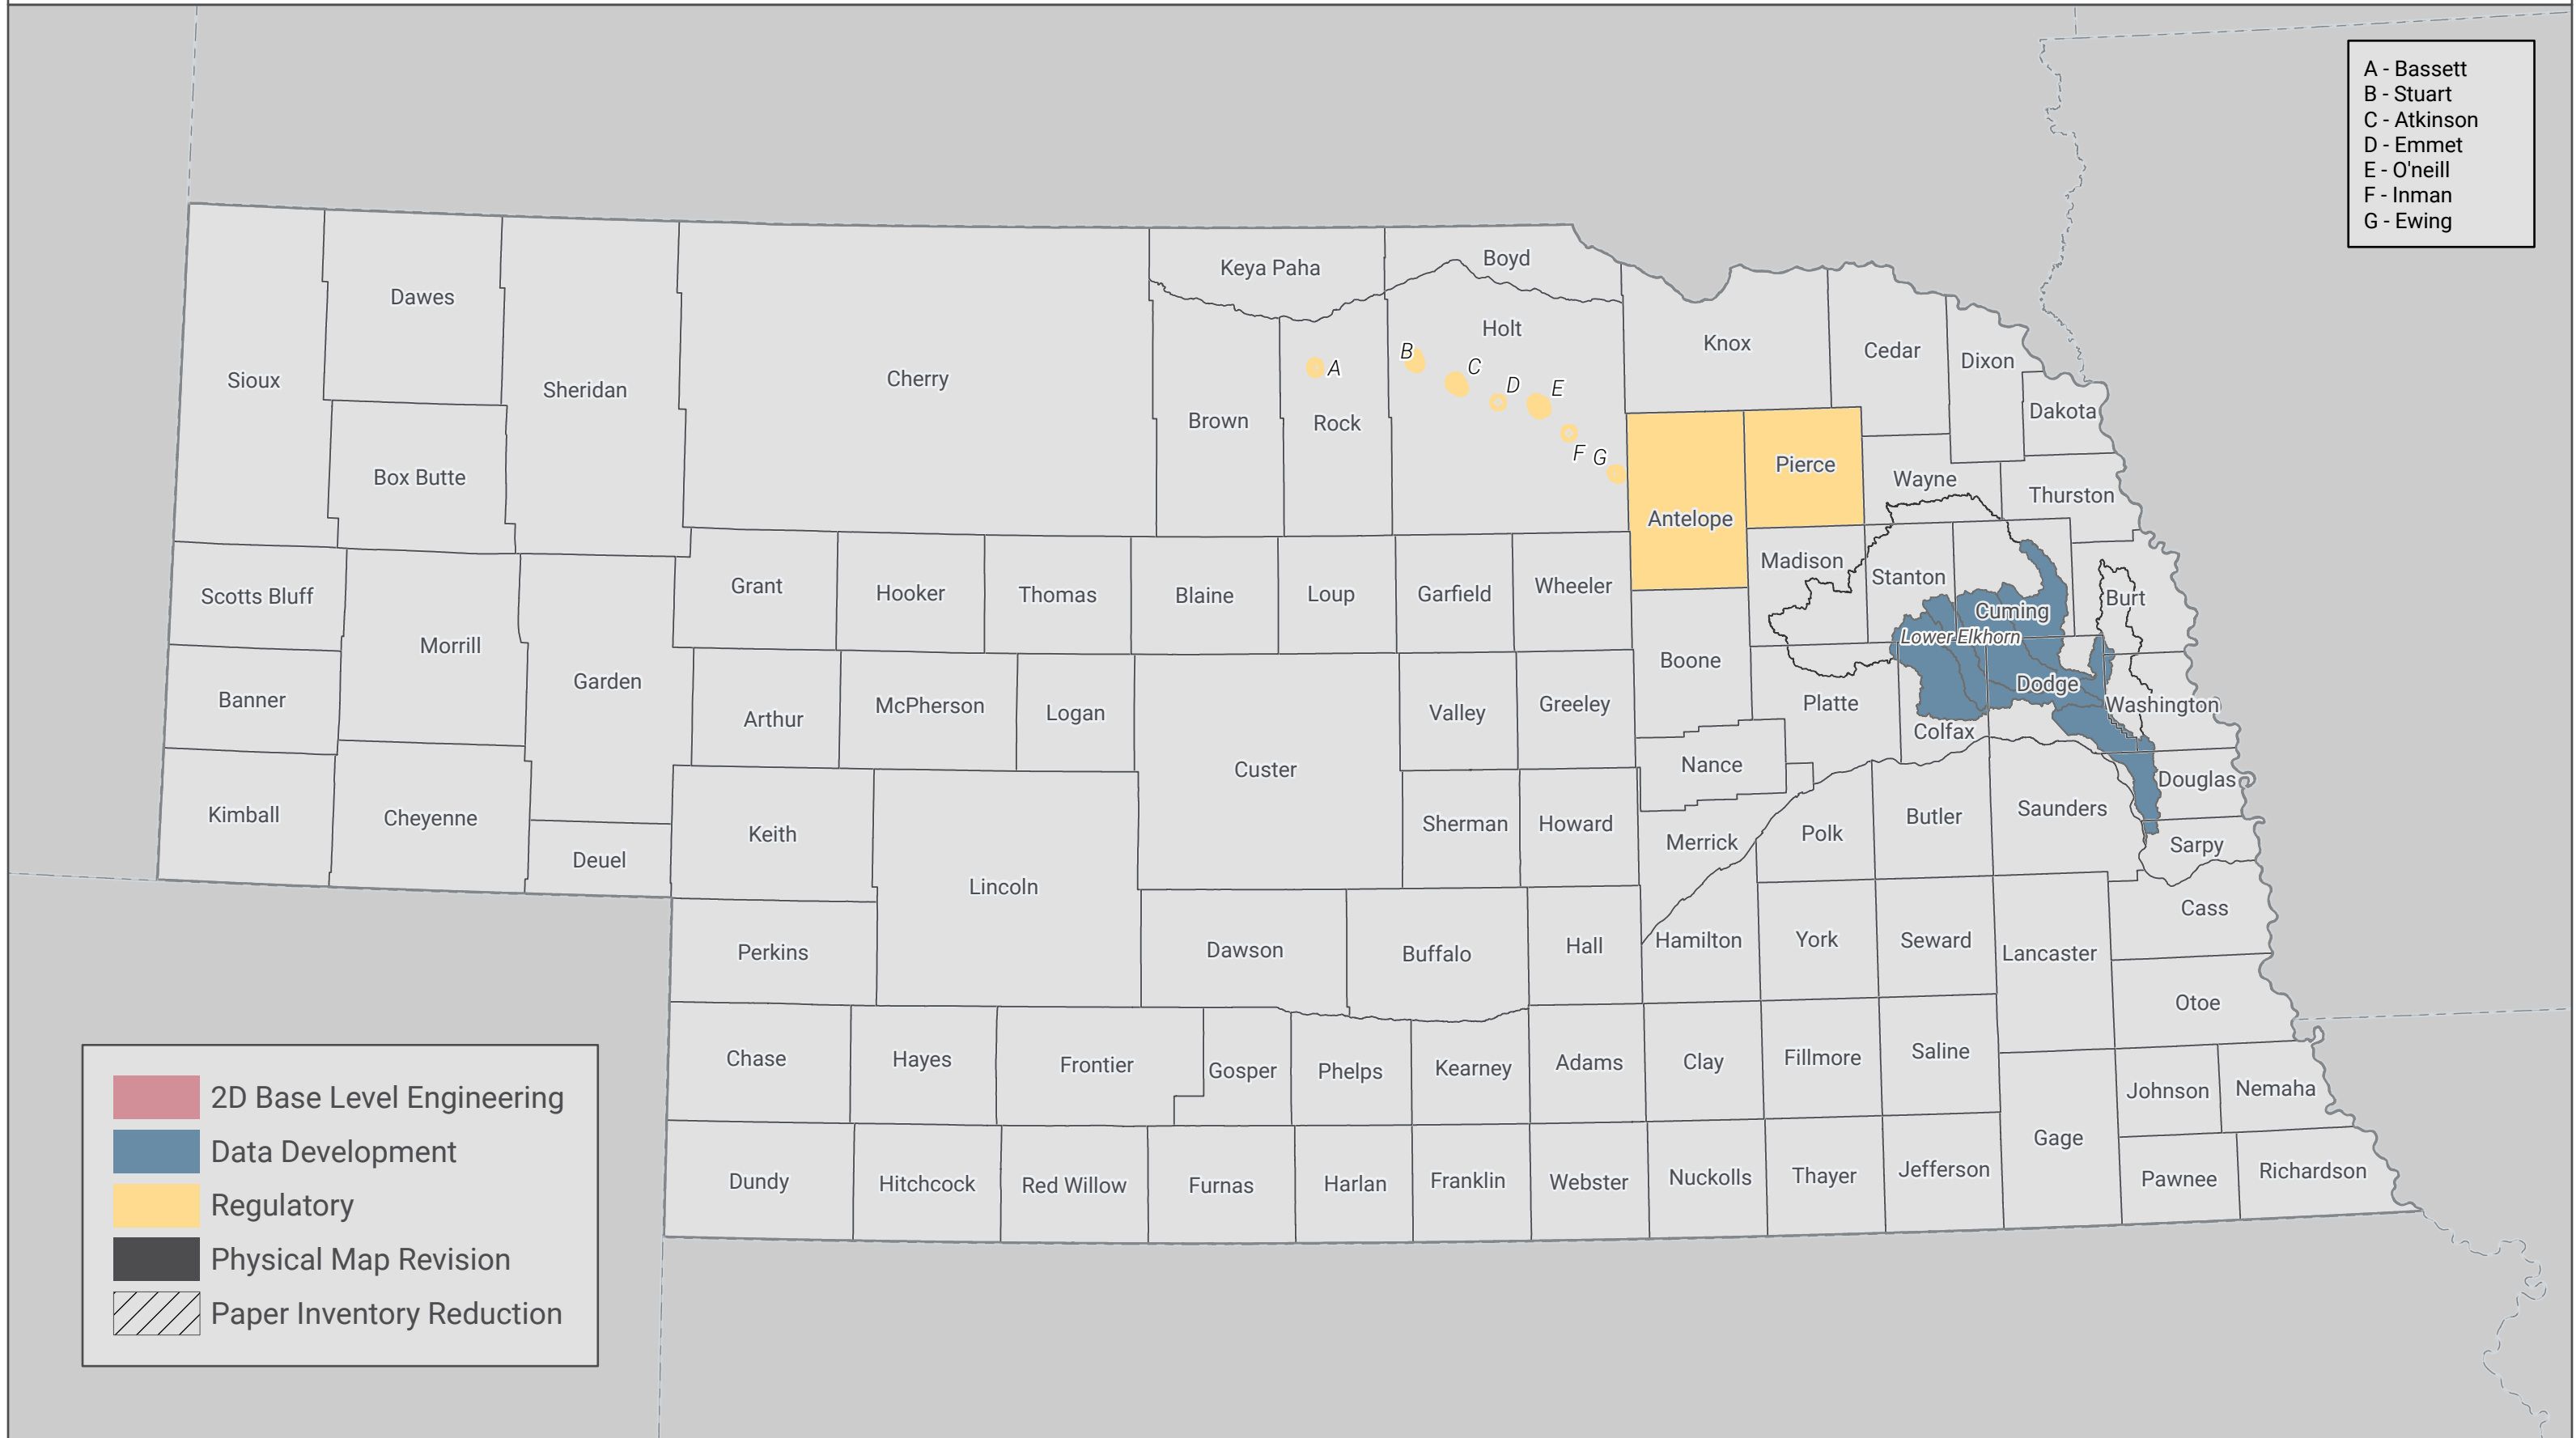 A - Bassett
B - Stuart
C - Atkinson
D - Emmet
E - O'neill
F - Inman
G - Ewing
Keya Paha
Boyd
Dawes
Holt
Knox
Cedar
Dixon
Sioux
Sheridan
Cherry
Brown
Rock
A
B
C
D
E
F
G
Dakota
Box Butte
Antelope
Pierce
Wayne
Thurston
Scotts Bluff
Morrill
Garden
Grant
Hooker
Thomas
Blaine
Loup
Garfield
Wheeler
Madison
Stanton
Cuming
Burt
Lower Elkhorn
Banner
Arthur
McPherson
Logan
Valley
Greeley
Boone
Platte
Colfax
Dodge
Washington
Kimball
Cheyenne
Deuel
Keith
Lincoln
Custer
Sherman
Howard
Nance
Merrick
Polk
Butler
Saunders
Douglas
Sarpy
Perkins
Dawson
Buffalo
Hall
Hamilton
York
Seward
Lancaster
Cass
Otoe
Chase
Hayes
Frontier
Gosper
Phelps
Kearney
Adams
Clay
Fillmore
Saline
Johnson
Nemaha
Dundy
Hitchcock
Red Willow
Furnas
Harlan
Franklin
Webster
Nuckolls
Thayer
Jefferson
Gage
Pawnee
Richardson
2D Base Level Engineering
Data Development
Regulatory
Physical Map Revision
Paper Inventory Reduction